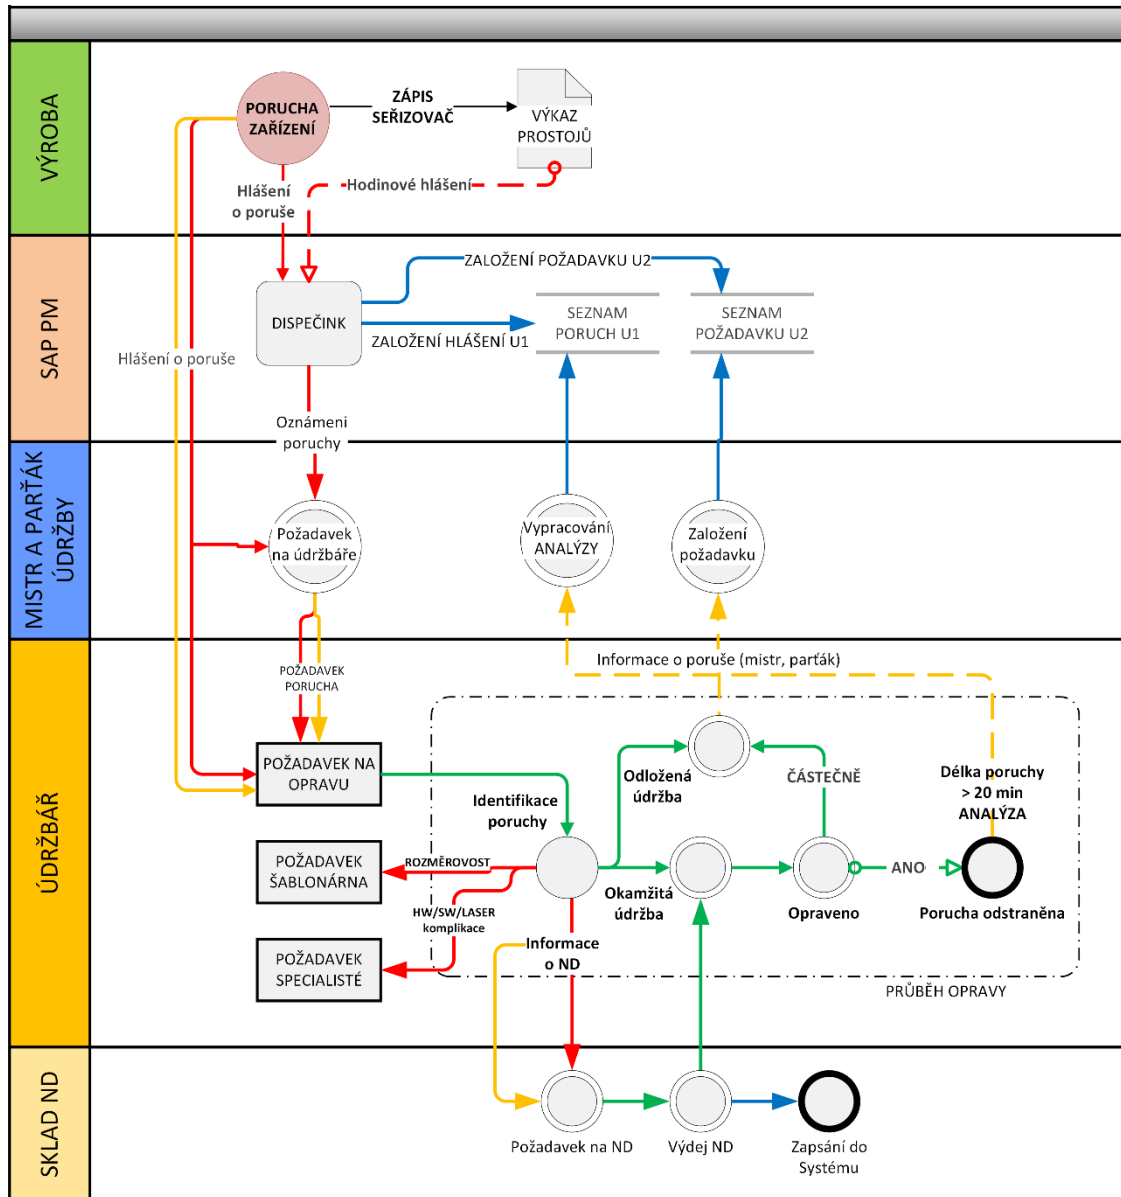 VÝROBA
PORUCHA
ZAŘÍZENÍ
ZÁPIS
SEŘIZOVAČ
VÝKAZ
PROSTOJŮ
Hlášení
o poruše
Hodinové hlášení
SAP PM
ZALOŽENÍ POŽADAVKU U2
DISPEČINK
ZALOŽENÍ HLÁŠENÍ U1
SEZNAM
PORUCH U1
SEZNAM
POŽADAVKU U2
Hlášení o poruše
Oznámeni
poruchy
MISTR A PARŤÁK
ÚDRŽBY
Požadavek
na údržbáře
Vypracování
ANALÝZY
Založení
požadavku
ÚDRŽBÁŘ
Informace o poruše (mistr, parťák)
POŽADAVEK
PORUCHA
POŽADAVEK NA
OPRAVU
Identifikace
poruchy
Odložená
údržba
ČÁSTEČNĚ
Délka poruchy
> 20 min
ANALÝZA
POŽADAVEK
ŠABLONÁRNA
ROZMĚROVOST
Okamžitá
údržba
Opraveno
ANO
Porucha odstraněna
HW/SW/LASER
komplikace
POŽADAVEK
SPECIALISTÉ
Informace
o ND
PRŮBĚH OPRAVY
SKLAD ND
Požadavek na ND
Výdej ND
Zapsání do
Systému